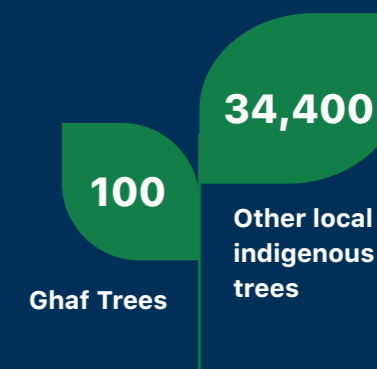 34,400
Other local
indigenous
trees
100
Ghaf Trees